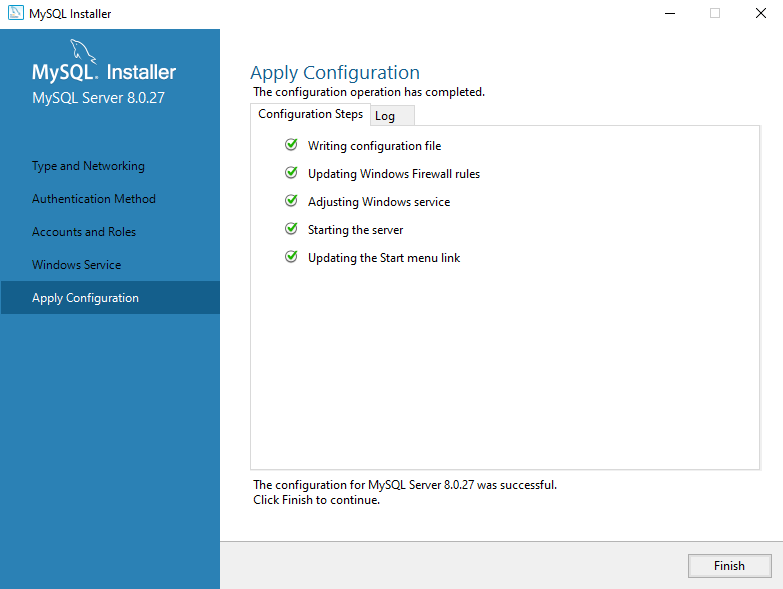 MySQL Installer
MySQL. Installer
MySQL Server 8.0.27
Type and Networking
Authentication Method
Accounts and Roles
Windows Service
Apply Configuration
Apply Configuration
The configuration operation has completed.
Configuration Steps
Log
Writing configuration file
Updating Windows Firewall rules
Adjusting Windows service
Starting the server
Updating the Start menu link
The configuration for MySQL Server 8.0.27 was successful.
Click Finish to continue.
Finish